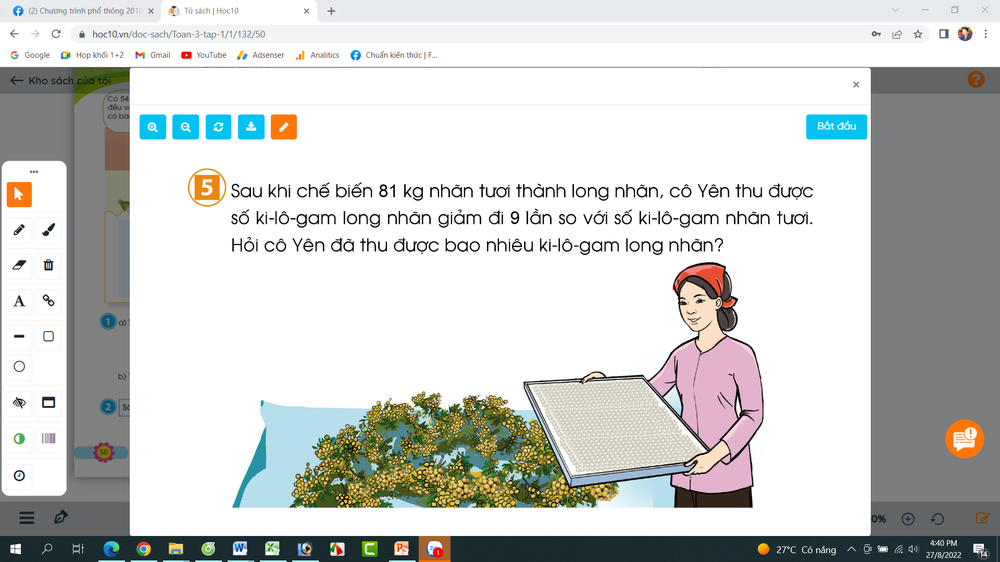 (2) Chương trình phổ thông 2018
Tủ sách | Hoc10
hoc10.vn/doc-sach/Toan-3-tap-1/1/132/50
Google
Họp khối 1+2
Gmail
YouTube
Adsenser
Analitics
Chuẩn kiến thức | F...
Kho sách của tôi
Có 54
đều
có
Bắt đầu
5 Sau khi chế biến 81 kg nhãn tươi thành long nhãn, cô Yên thu được
số ki-lô-gam long nhãn giảm đi 9 lần so với số ki-lô-gam nhãn tươi.
Hỏi cô Yên đã thu được bao nhiêu ki-lô-gam long nhãn?
1 a)
b)
2
50
0%
27°C Có nắng
4:40 PM
27/8/2022
14
1